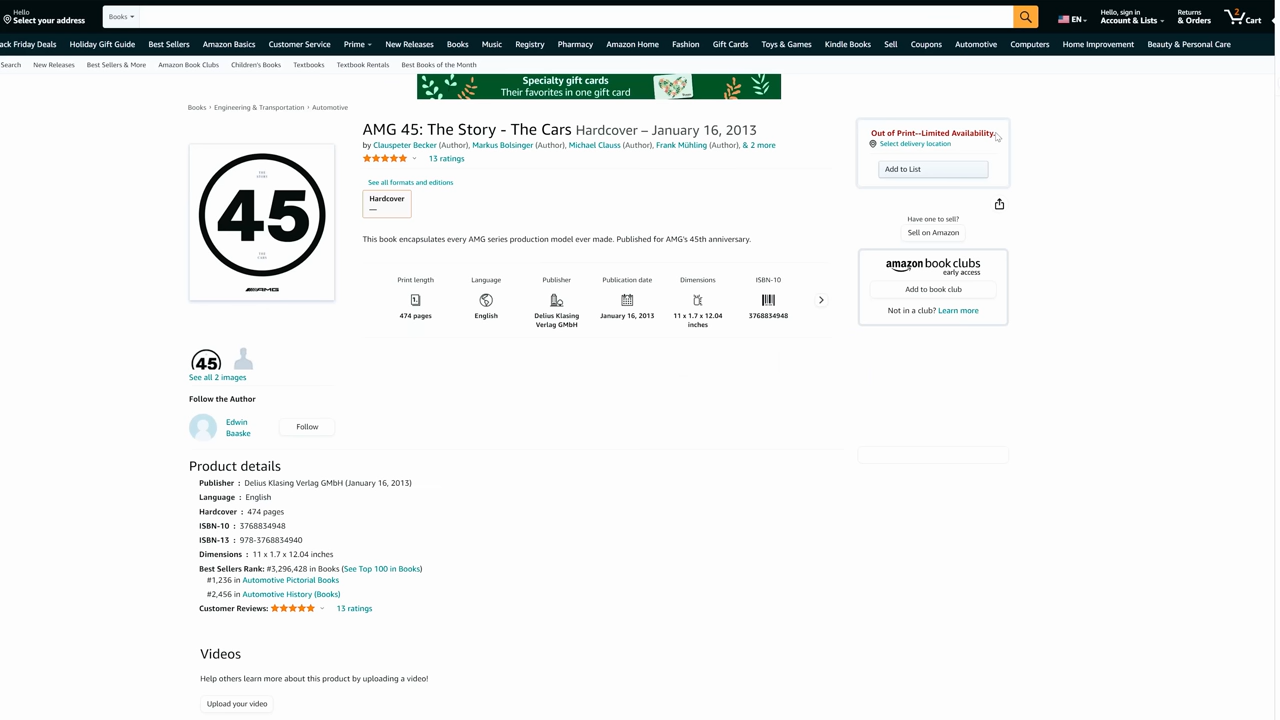 Hello
Select your address
Books
EN
Hello, sign in
Account & Lists
Returns
& Orders
2
Cart
ack Friday Deals
Holiday Gift Guide
Best Sellers
Amazon Basics
Customer Service
Prime
New Releases
Books
Music
Registry
Pharmacy
Amazon Home
Fashion
Gift Cards
Toys & Games
Kindle Books
Sell
Coupons
Automotive
Computers
Home Improvement
Beauty & Personal Care
Search
New Releases
Best Sellers & More
Amazon Book Clubs
Children's Books
Textbooks
Textbook Rentals
Best Books of the Month
Specialty gift cards
Their favorites in one gift card
Books › Engineering & Transportation › Automotive
45
THE
STORY
THE
CARS
AMG
AMG 45: The Story - The Cars Hardcover – January 16, 2013
by Clauspeter Becker (Author), Markus Bolsinger (Author), Michael Clauss (Author), Frank Mühling (Author), & 2 more
13 ratings
See all formats and editions
Hardcover
—
This book encapsulates every AMG series production model ever made. Published for AMG's 45th anniversary.
Print length
474 pages
Language
English
Publisher
Delius Klasing
Verlag GmbH
Publication date
January 16, 2013
Dimensions
11 x 1.7 x 12.04
inches
ISBN-10
3768834948
Out of Print--Limited Availability.
Select delivery location
Add to List
Have one to sell?
Sell on Amazon
amazon book clubs
early access
Add to book club
Not in a club? Learn more
45
See all 2 images
Follow the Author
Edwin
Baaske
Follow
Product details
Publisher : Delius Klasing Verlag GmbH (January 16, 2013)
Language : English
Hardcover : 474 pages
ISBN-10 : 3768834948
ISBN-13 : 978-3768834940
Dimensions : 11 x 1.7 x 12.04 inches
Best Sellers Rank: #3,296,428 in Books (See Top 100 in Books)
#1,236 in Automotive Pictorial Books
#2,456 in Automotive History (Books)
Customer Reviews: 13 ratings
Videos
Help others learn more about this product by uploading a video!
Upload your video